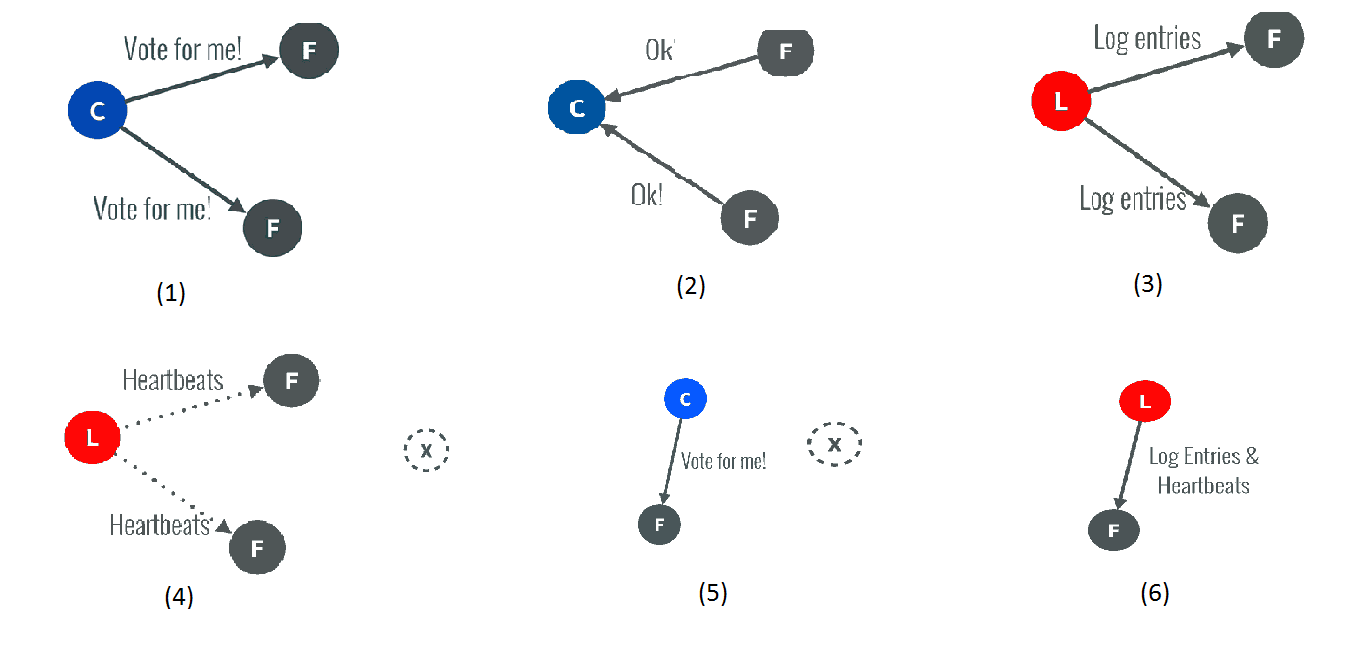 Vote for me!
F
C
Vote for me!
F
(1)
Ok'
F
C
Ok!
F
(2)
Log entries
F
L
Log entries
F
(3)
Heartbeats
F
L
Heartbeats
F
(4)
X
C
Vote for me!
F
(5)
X
L
Log Entries &
Heartbeats
F
(6)